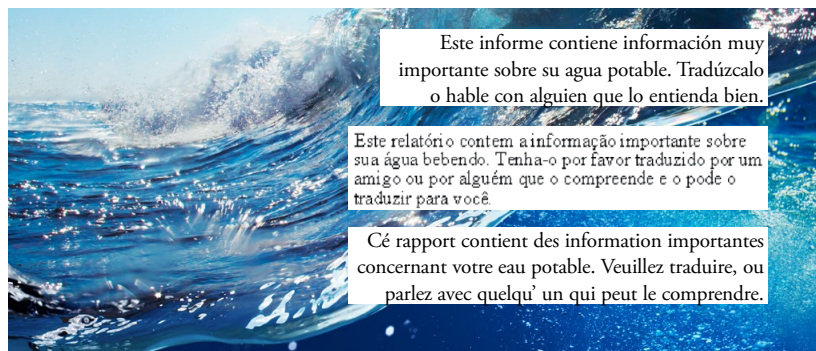 Este informe contiene información muy
importante sobre su agua potable. Tradúzcalo
o hable con alguien que lo entienda bien.
Este relatório contem a informação importante sobre
sua água bebendo. Tenha-o por favor traduzido por um
amigo ou por alguém que o compreende e o pode o
traduzir para você.
Cé rapport contient des information importantes
concernant votre eau potable. Veuillez traduire, ou
parlez avec quelqu’ un qui peut le comprendre.